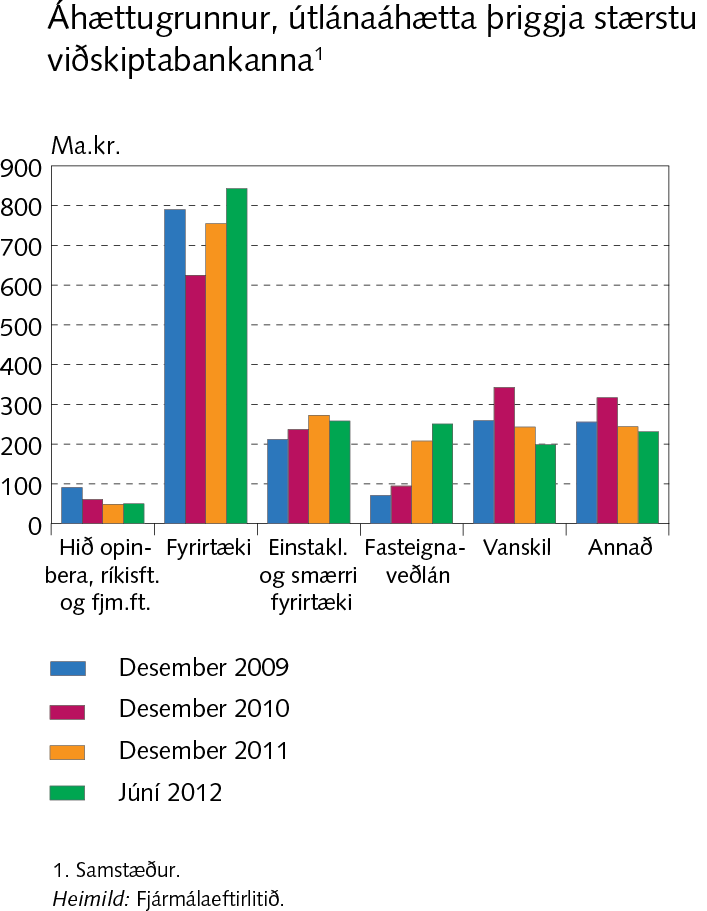 Áhættugrunnur, útlánaáhætta þriggja stærstu
viðskiptabankanna1
Ma.kr.
900
800
700
600
500
400
300
200
100
0
Hið opin-
bera, ríkisft.
og fjm.ft.
Fyrirtæki
Einstakl.
og smærri
fyrirtæki
Fasteigna-
veðlán
Vanskil
Annað
Desember 2009
Desember 2010
Desember 2011
Júní 2012
1. Samstæður.
Heimild: Fjármálaeftirlitið.